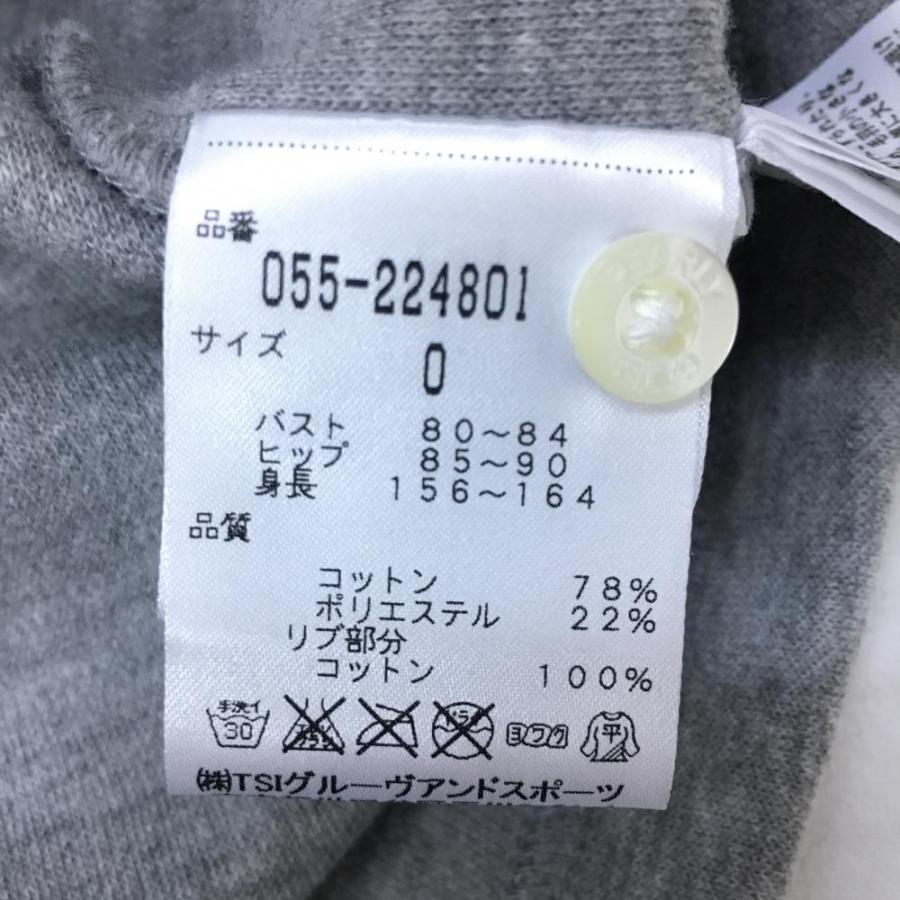 品番
055-224801
サイズ
0
バスト 80～84
ヒップ 85～90
身長 156～164
品質
コットン 78%
ポリエステル 22%
リブ部分
コットン 100%
手洗イ
30
ヨワク
平
㈱TSIグルーヴアンドスポーツ
PEARLY
GATES